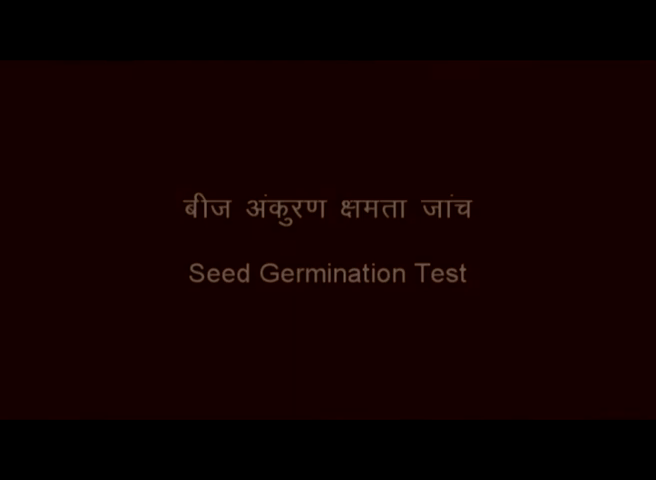 बीज अंकुरण क्षमता जांच
Seed Germination Test